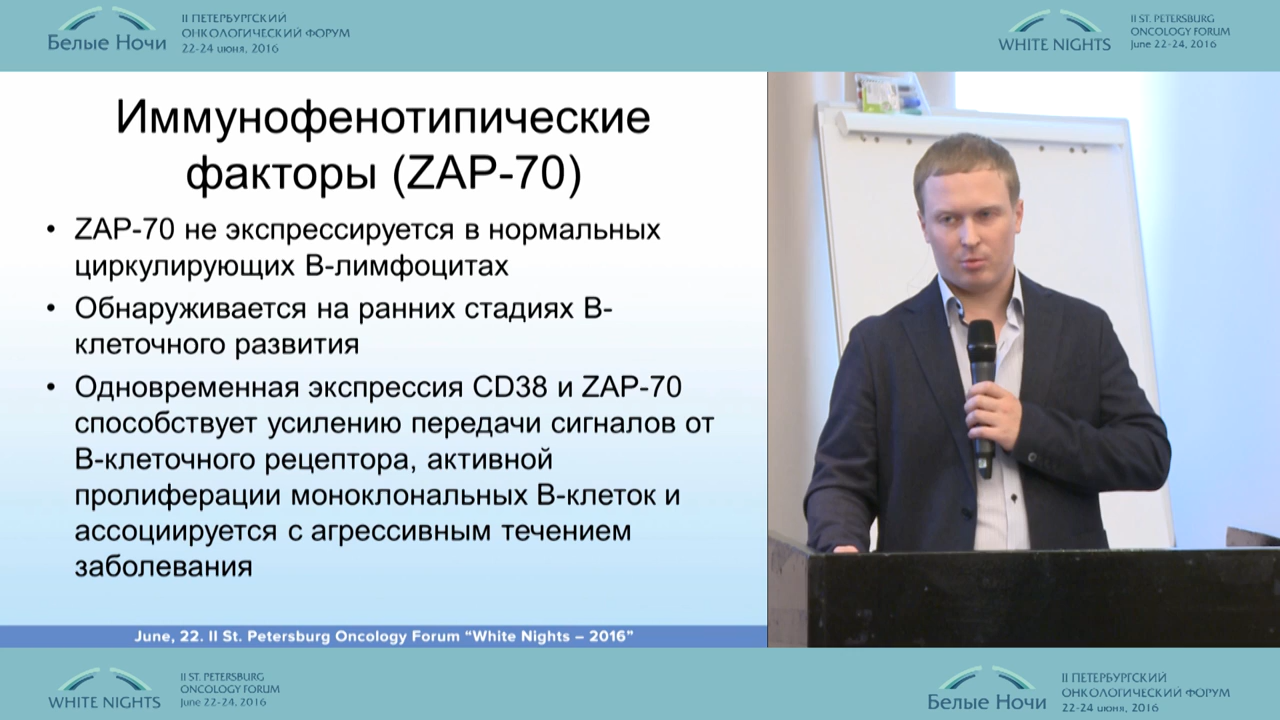 Белые Ночи
II ПЕТЕРБУРГСКИЙ
ОНКОЛОГИЧЕСКИЙ ФОРУМ
22-24 июня, 2016
WHITE NIGHTS
II ST. PETERSBURG
ONCOLOGY FORUM
June 22-24, 2016
Иммунофенотипические
факторы (ZAP-70)
• ZAP-70 не экспрессируется в нормальных
циркулирующих В-лимфоцитах
• Обнаруживается на ранних стадиях В-
клеточного развития
• Одновременная экспрессия CD38 и ZAP-70
способствует усилению передачи сигналов от
В-клеточного рецептора, активной
пролиферации моноклональных В-клеток и
ассоциируется с агрессивным течением
заболевания
June, 22. II St. Petersburg Oncology Forum “White Nights – 2016”
WHITE NIGHTS
II ST. PETERSBURG
ONCOLOGY FORUM
June 22-24, 2016
Белые Ночи
II ПЕТЕРБУРГСКИЙ
ОНКОЛОГИЧЕСКИЙ ФОРУМ
22-24 июня, 2016